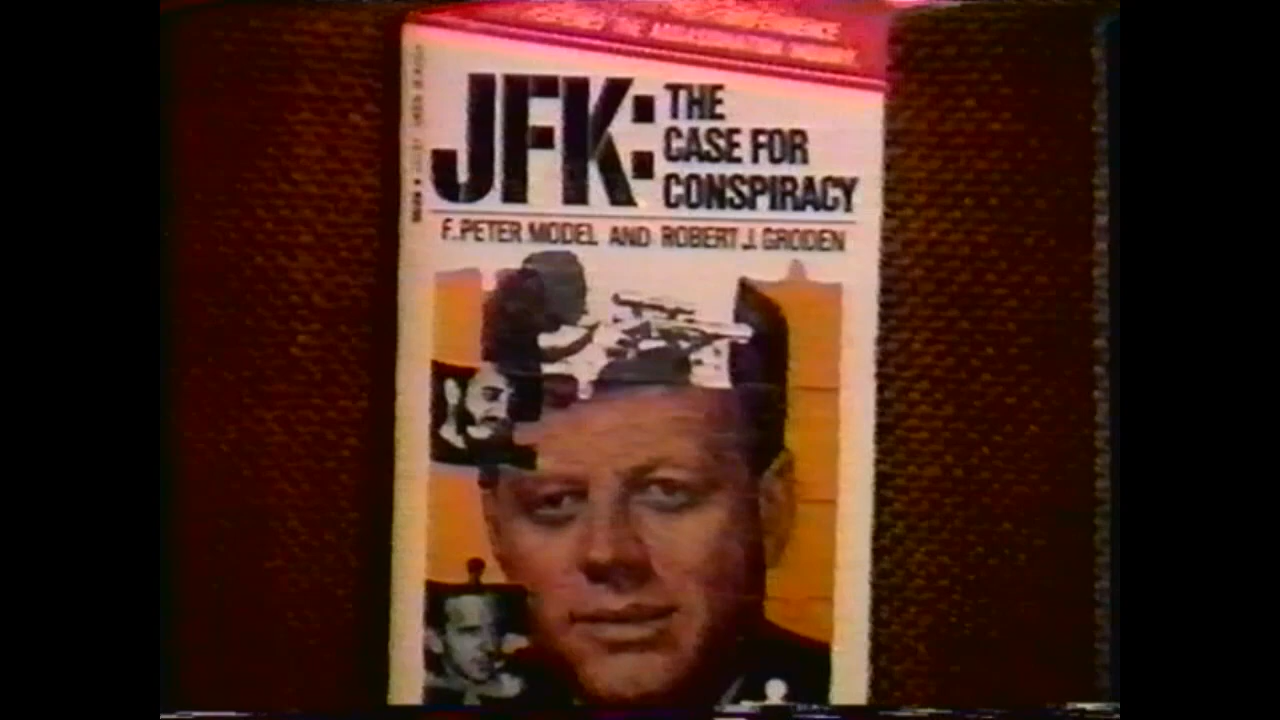 JFK:
THE
CASE FOR
CONSPIRACY
F. PETER MODEL AND ROBERT J. GRODEN